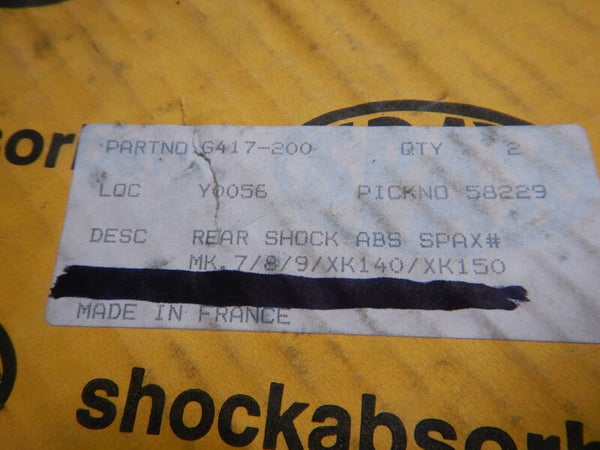 PARTNO G417-200 QTY 2
LOC Y0056 PICKNO 58229
DESC REAR SHOCK ABS SPAX#
MK.7/8/9/XK140/XK150
MADE IN FRANCE
shockabsorb